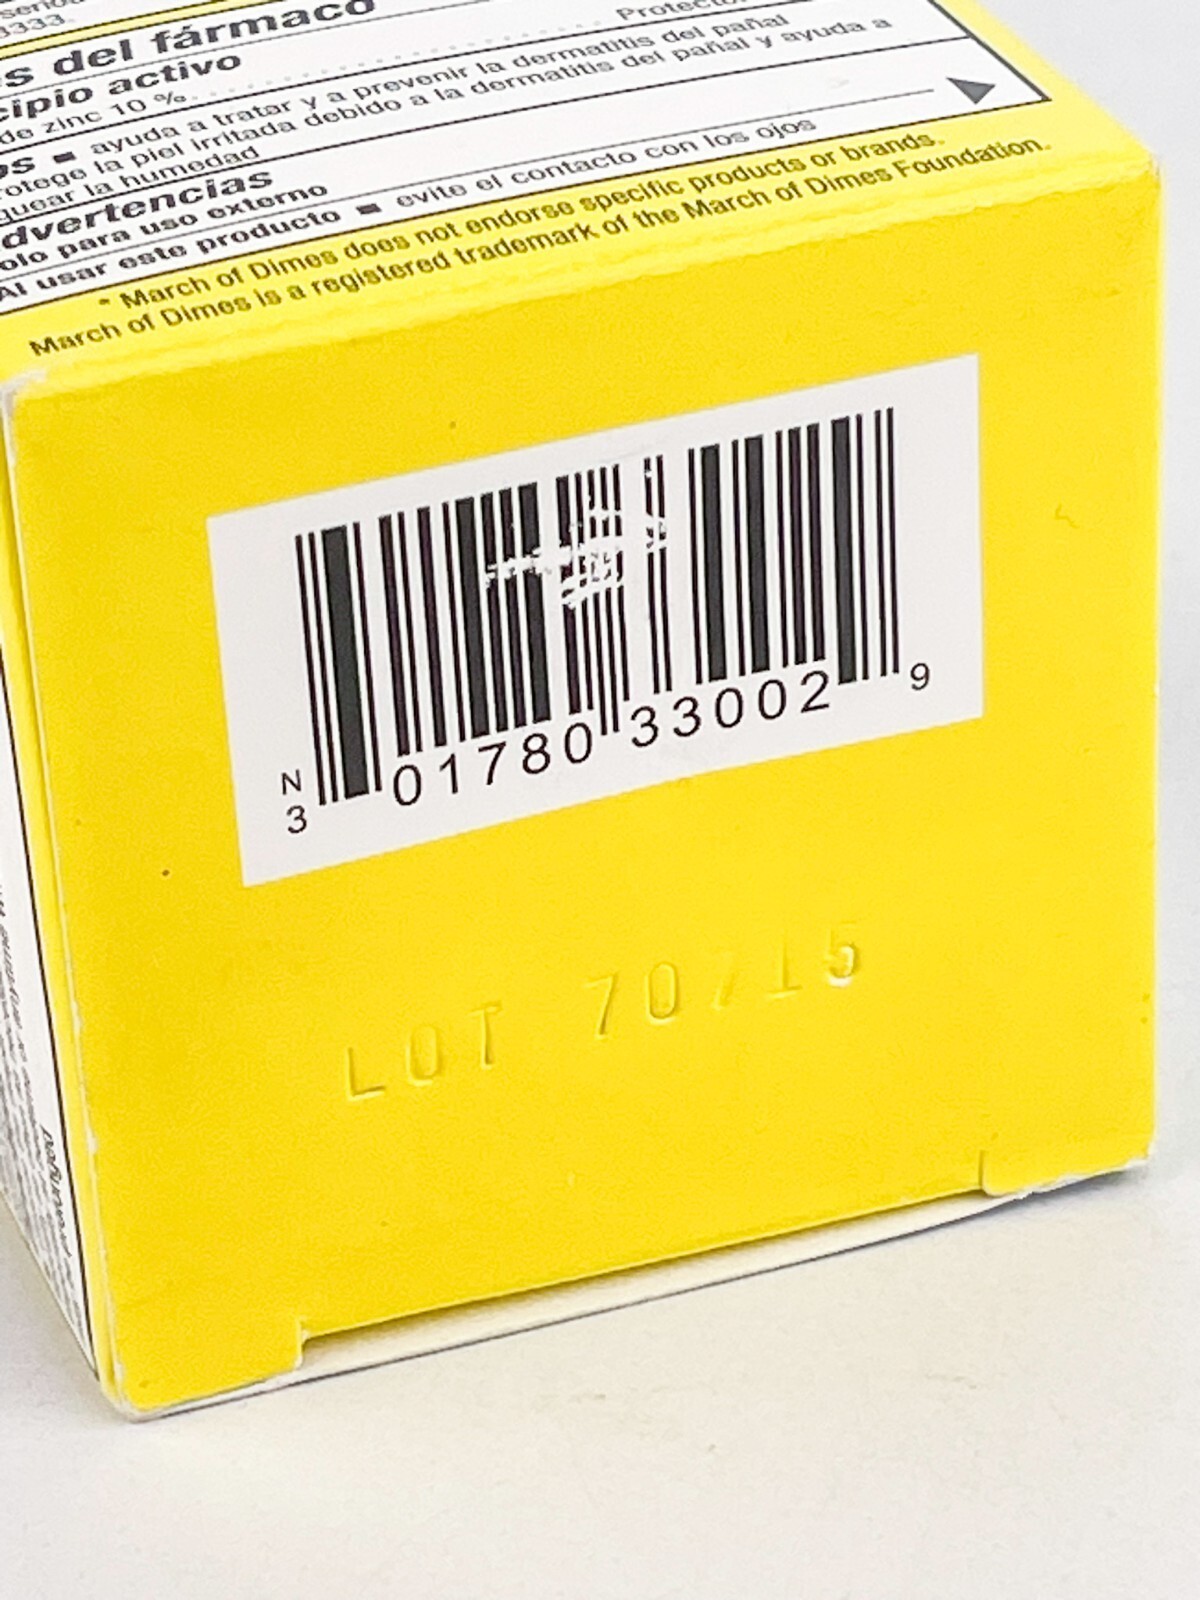 3333.
s del fármaco
cipio activo
de zinc 10 %
Protecto
os ■ ayuda a tratar y a prevenir la dermatitis del pañal
rotege la piel irritada debido a la dermatitis del pañal y ayuda a
quear la humedad
dvertencias
olo para uso externo
Al usar este producto ■ evite el contacto con los ojos
* March of Dimes does not endorse specific products or brands.
March of Dimes is a registered trademark of the March of Dimes Foundation.
N
3 01780 33002 9
LOT 70715